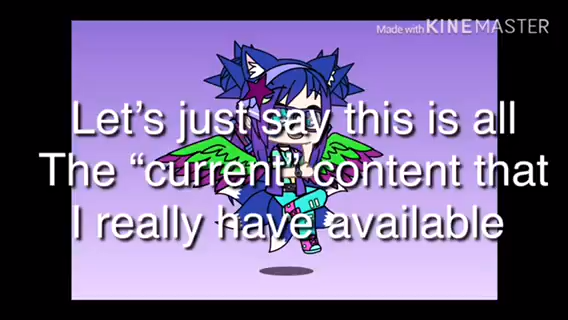 Made with KINEMASTER
Let's just say this is all
The “current” content that
I really have available